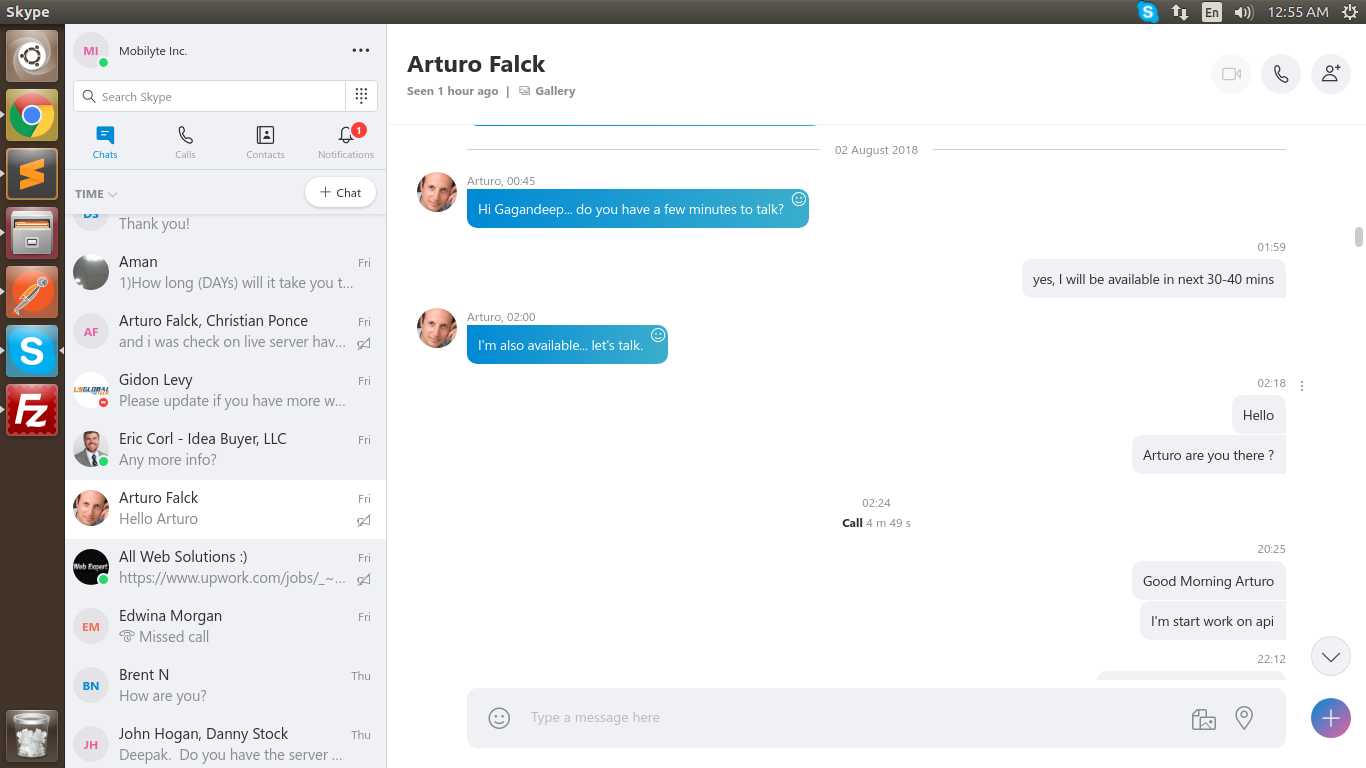 Skype
En
12:55 AM
MI
Mobilyte Inc.
Search Skype
Chats
Calls
Contacts
1
Notifications
TIME
+ Chat
DS
Thank you!
Aman
Fri
1)How long (DAYs) will it take you t...
AF
Arturo Falck, Christian Ponce
Fri
and i was check on live server hav...
USGLOBAL
Gidon Levy
Fri
Please update if you have more w...
Eric Corl - Idea Buyer, LLC
Fri
Any more info?
Arturo Falck
Fri
Hello Arturo
Web Expert
All Web Solutions :)
Fri
https://www.upwork.com/jobs/_~...
EM
Edwina Morgan
Fri
Missed call
BN
Brent N
Thu
How are you?
JH
John Hogan, Danny Stock
Thu
Deepak. Do you have the server ...
Arturo Falck
Seen 1 hour ago | Gallery
02 August 2018
Arturo, 00:45
Hi Gagandeep... do you have a few minutes to talk?
01:59
yes, I will be available in next 30-40 mins
Arturo, 02:00
I'm also available... let's talk.
02:18
Hello
Arturo are you there ?
02:24
Call 4 m 49 s
20:25
Good Morning Arturo
I'm start work on api
22:12
Type a message here